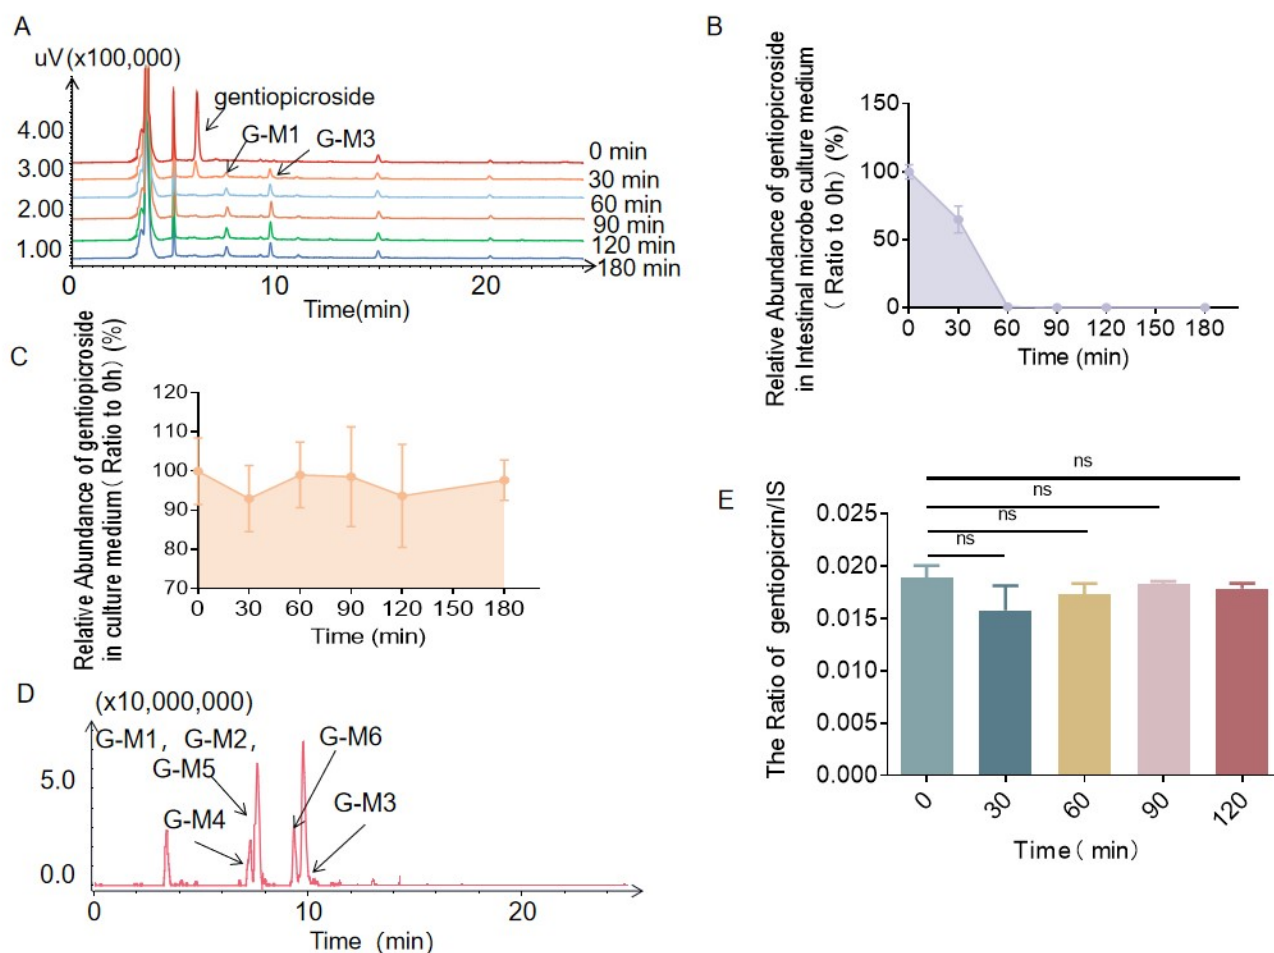 A
uV(x100,000)
gentiopicroside
G-M1
G-M3
4.00
3.00
2.00
1.00
0 min
30 min
60 min
90 min
120 min
180 min
0
10
20
Time(min)
B
Relative Abundance of gentiopicroside
in Intestinal microbe culture medium
( Ratio to 0h) (%)
150
100
50
0
0 30 60 90 120 150 180
Time (min)
C
Relative Abundance of gentiopicroside
in culture medium( Ratio to 0h) (%)
120
110
100
90
80
70
0 30 60 90 120 150 180
Time (min)
D
(x10,000,000)
G-M1, G-M2,
G-M5
G-M4
G-M6
G-M3
5.0
0.0
0
10
20
Time (min)
E
The Ratio of gentiopicrin/IS
ns
ns
ns
ns
0.025
0.020
0.015
0.010
0.005
0.000
0 30 60 90 120
Time( min)